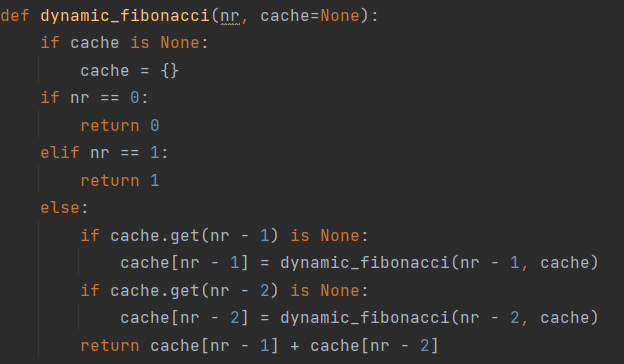 def dynamic_fibonacci(nr, cache=None):
    if cache is None:
        cache = {}
    if nr == 0:
        return 0
    elif nr == 1:
        return 1
    else:
        if cache.get(nr - 1) is None:
            cache[nr - 1] = dynamic_fibonacci(nr - 1, cache)
        if cache.get(nr - 2) is None:
            cache[nr - 2] = dynamic_fibonacci(nr - 2, cache)
        return cache[nr - 1] + cache[nr - 2]